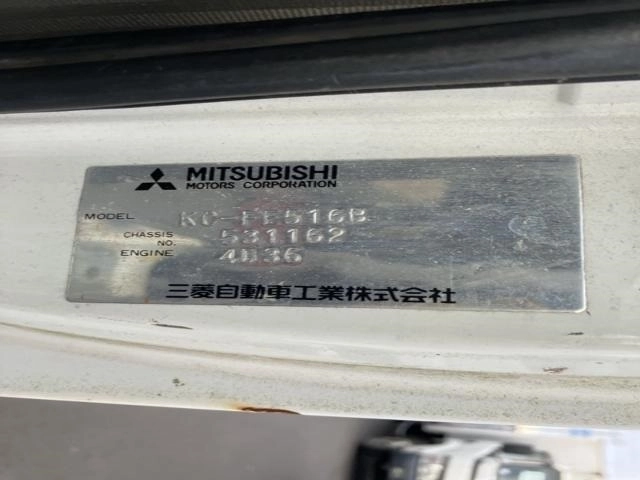 MITSUBISHI
MOTORS CORPORATION
MODEL KC-FE516B
CHASSIS NO. 531162
ENGINE 4D36
三菱自動車工業株式会社